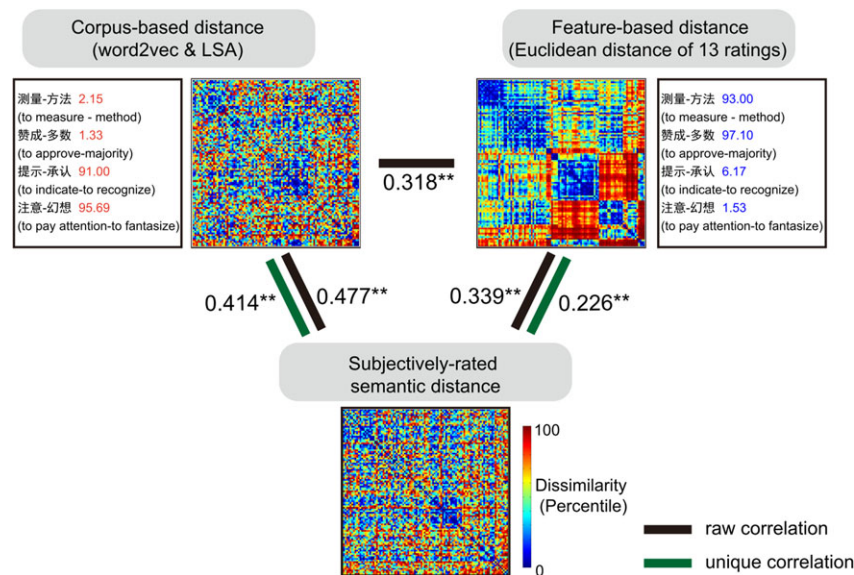 Corpus-based distance
(word2vec & LSA)
Feature-based distance
(Euclidean distance of 13 ratings)
测量-方法 2.15
(to measure - method)
赞成-多数 1.33
(to approve-majority)
提示-承认 91.00
(to indicate-to recognize)
注意-幻想 95.69
(to pay attention-to fantasize)
0.318**
测量-方法 93.00
(to measure - method)
赞成-多数 97.10
(to approve-majority)
提示-承认 6.17
(to indicate-to recognize)
注意-幻想 1.53
(to pay attention-to fantasize)
0.414**
0.477**
0.339**
0.226**
Subjectively-rated
semantic distance
100
Dissimilarity
(Percentile)
0
raw correlation
unique correlation